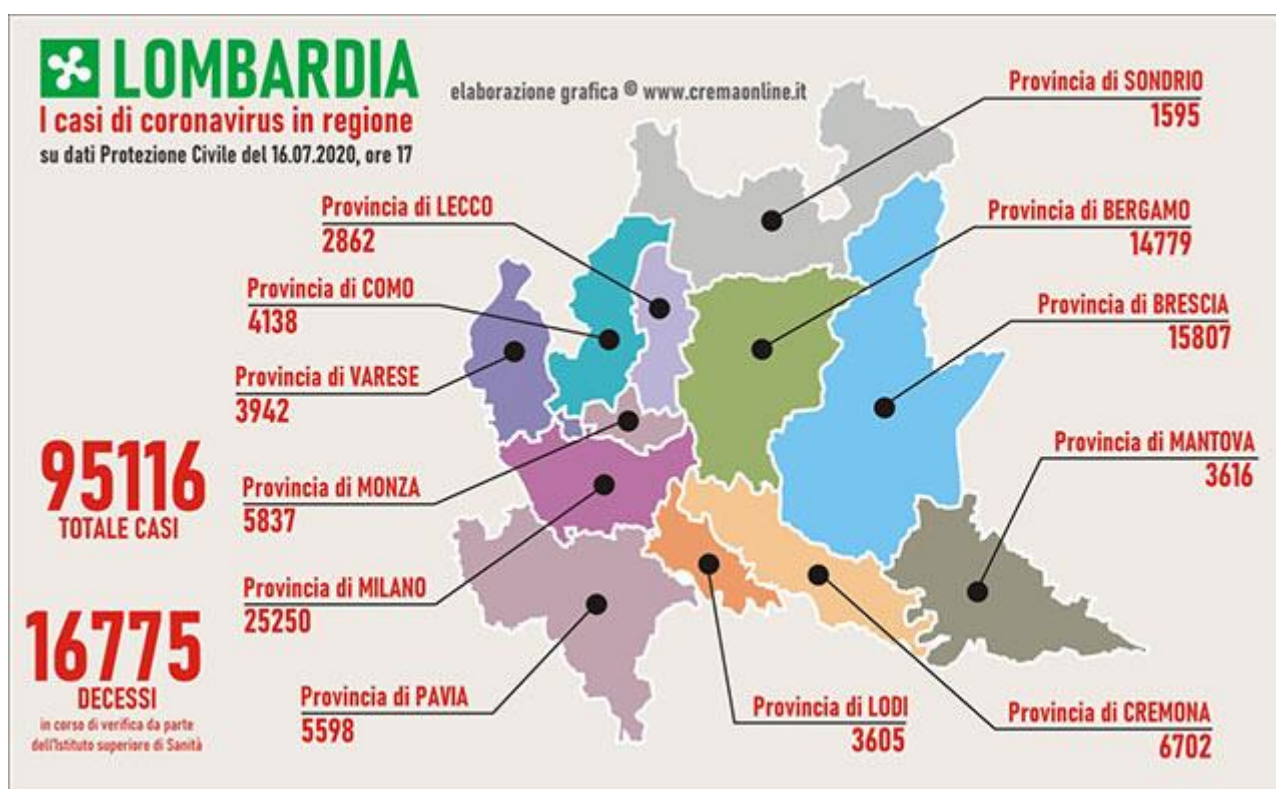 LOMBARDIA
I casi di coronavirus in regione
su dati Protezione Civile del 16.07.2020, ore 17
elaborazione grafica © www.cremaonline.it
Provincia di SONDRIO
1595
Provincia di LECCO
2862
Provincia di BERGAMO
14779
Provincia di COMO
4138
Provincia di BRESCIA
15807
Provincia di VARESE
3942
Provincia di MANTOVA
3616
95116
TOTALE CASI
Provincia di MONZA
5837
Provincia di MILANO
25250
16775
DECESSI
in corso di verifica da parte
dell'Istituto superiore di Sanità
Provincia di PAVIA
5598
Provincia di LODI
3605
Provincia di CREMONA
6702